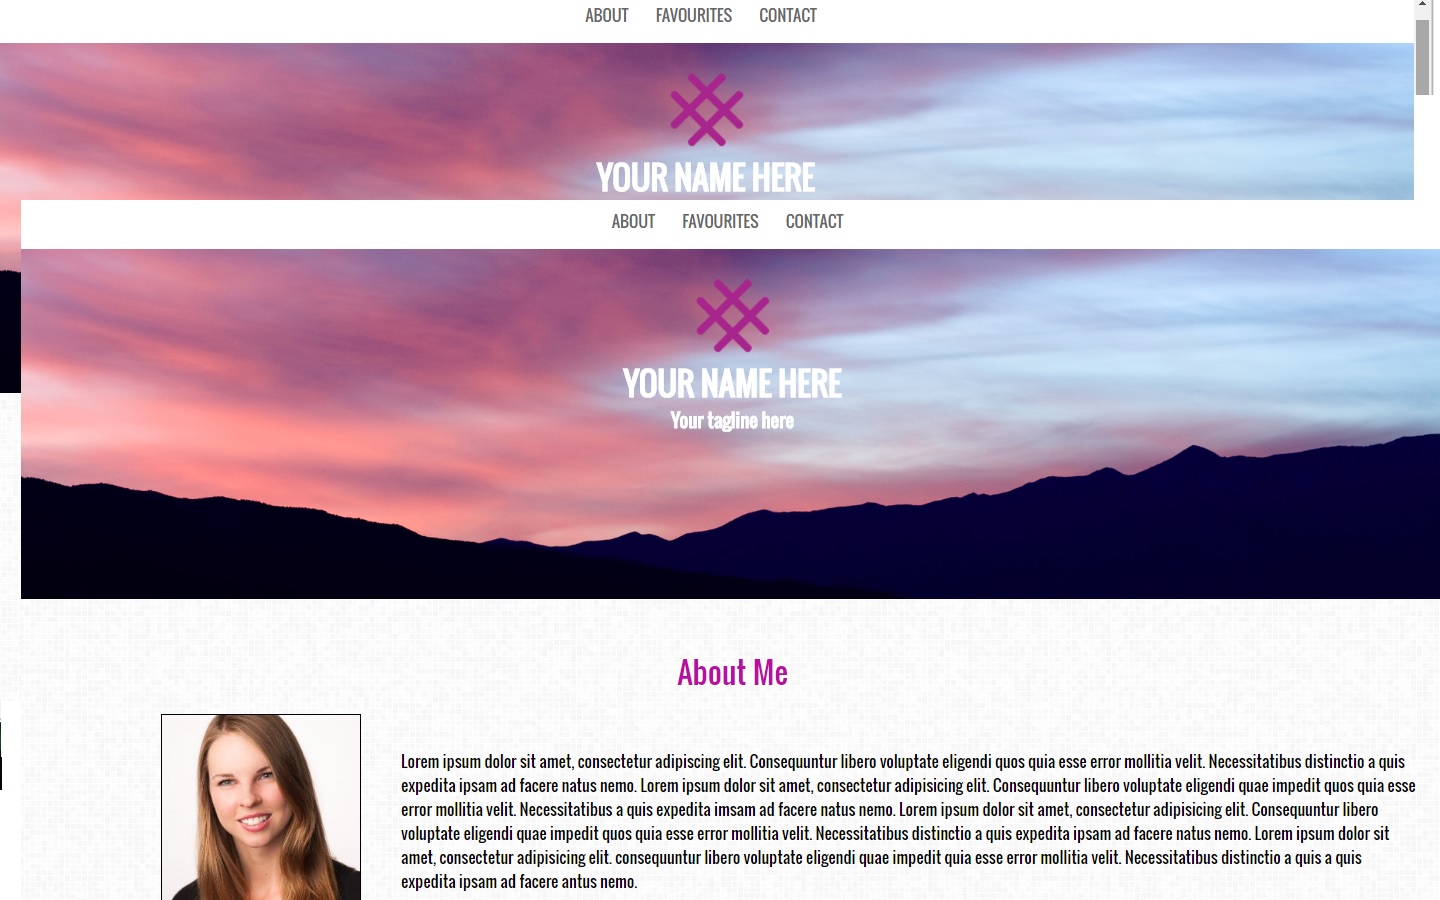 ABOUT FAVOURITES CONTACT
YOUR NAME HERE
ABOUT FAVOURITES CONTACT
YOUR NAME HERE
Your tagline here
About Me
Lorem ipsum dolor sit amet, consectetur adipiscing elit. Consequuntur libero voluptate eligendi quos quia esse error mollitia velit. Necessitatibus distinctio a quis
expedita ipsam ad facere natus nemo. Lorem ipsum dolor sit amet, consectetur adipisicing elit. Consequuntur libero voluptate eligendi quae impedit quos quia esse
error mollitia velit. Necessitatibus a quis expedita imsam ad facere natus nemo. Lorem ipsum dolor sit amet, consectetur adipisicing elit. Consequuntur libero
voluptate eligendi quae impedit quos quia esse error mollitia velit. Necessitatibus distinctio a quis expedita ipsam ad facere natus nemo. Lorem ipsum dolor sit
amet, consectetur adipisicing elit. consequuntur libero voluptate eligendi quae impedit quia esse error mollitia velit. Necessitatibus distinctio a quis a quis
expedita ipsam ad facere antus nemo.